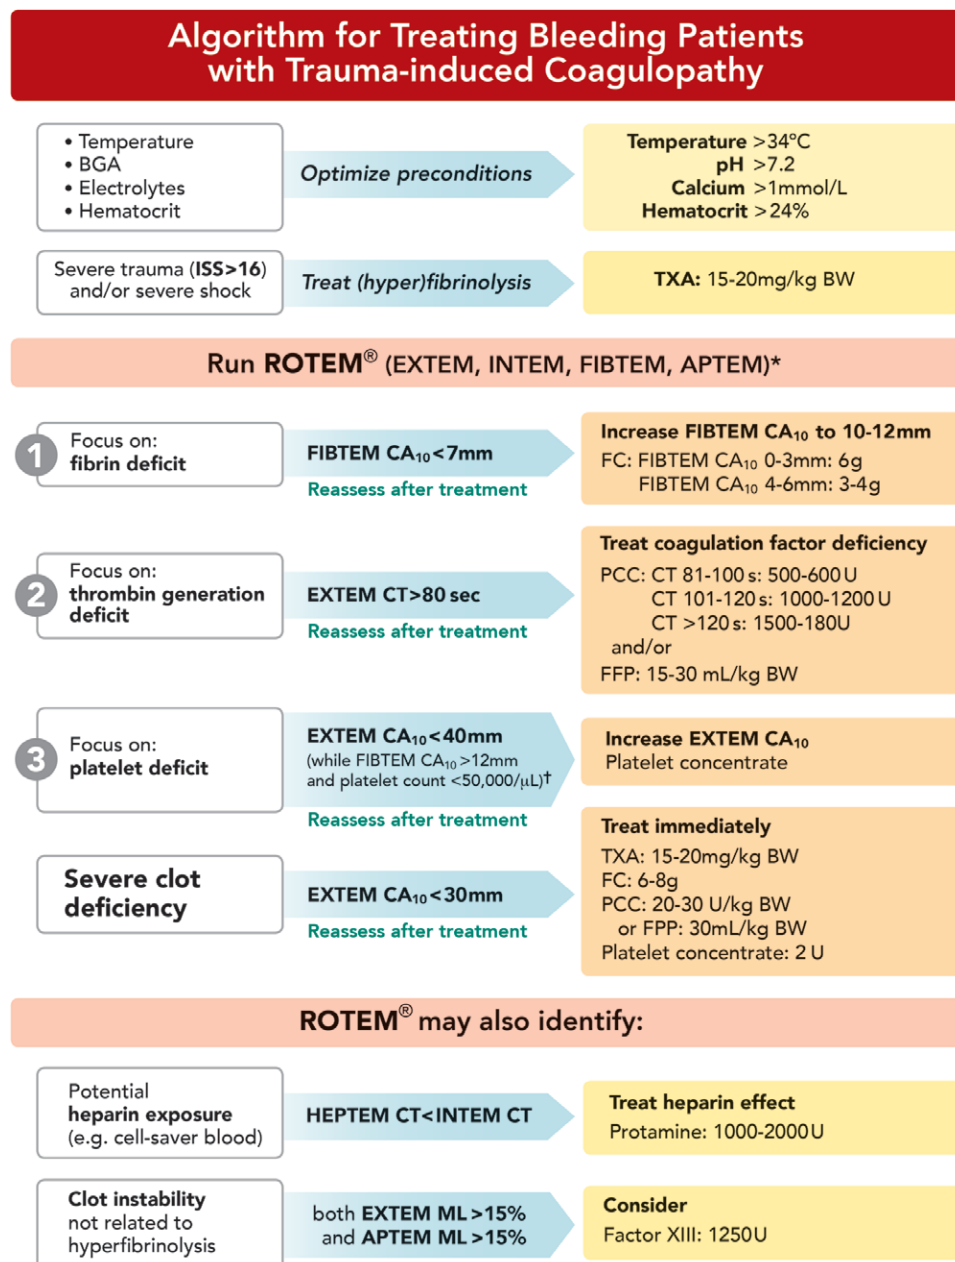 Algorithm for Treating Bleeding Patients
with Trauma-induced Coagulopathy
• Temperature
• BGA
• Electrolytes
• Hematocrit
Optimize preconditions
Temperature >34°C
pH >7.2
Calcium >1mmol/L
Hematocrit >24%
Severe trauma (ISS>16)
and/or severe shock
Treat (hyper)fibrinolysis
TXA: 15-20mg/kg BW
Run ROTEM® (EXTEM, INTEM, FIBTEM, APTEM)*
1
Focus on:
fibrin deficit
FIBTEM CA10<7mm
Reassess after treatment
Increase FIBTEM CA10 to 10-12mm
FC: FIBTEM CA10 0-3mm: 6g
FIBTEM CA10 4-6mm: 3-4g
2
Focus on:
thrombin generation
deficit
EXTEM CT>80 sec
Reassess after treatment
Treat coagulation factor deficiency
PCC: CT 81-100 s: 500-600U
CT 101-120 s: 1000-1200 U
CT >120 s: 1500-180U
and/or
FFP: 15-30 mL/kg BW
3
Focus on:
platelet deficit
EXTEM CA10<40mm
(while FIBTEM CA10 >12mm
and platelet count <50,000/µL)†
Reassess after treatment
Increase EXTEM CA10
Platelet concentrate
Severe clot
deficiency
EXTEM CA10<30mm
Reassess after treatment
Treat immediately
TXA: 15-20mg/kg BW
FC: 6-8g
PCC: 20-30 U/kg BW
or FPP: 30mL/kg BW
Platelet concentrate: 2 U
ROTEM® may also identify:
Potential
heparin exposure
(e.g. cell-saver blood)
HEPTEM CT<INTEM CT
Treat heparin effect
Protamine: 1000-2000U
Clot instability
not related to
hyperfibrinolysis
both EXTEM ML >15%
and APTEM ML >15%
Consider
Factor XIII: 1250U